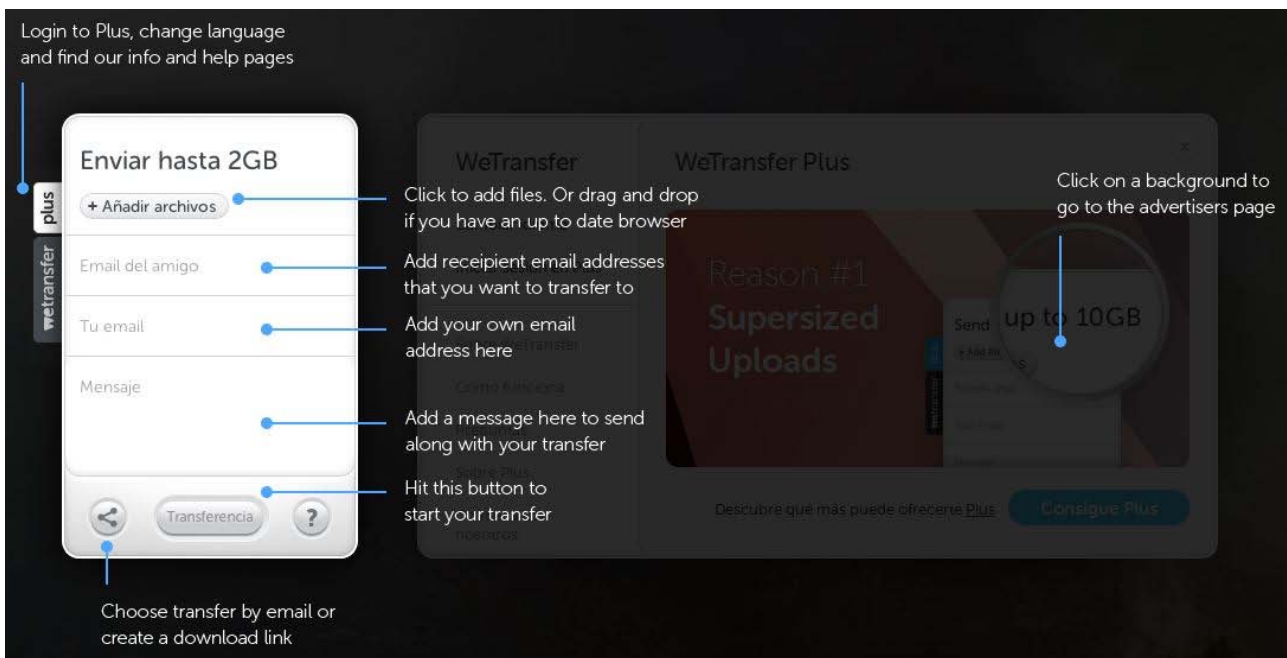 Login to Plus, change language
and find our info and help pages
Enviar hasta 2GB
+ Añadir archivos
Email del amigo
Tu email
Mensaje
Transferencia
?
plus
wetransfer
Click to add files. Or drag and drop
if you have an up to date browser
Add receipient email addresses
that you want to transfer to
Add your own email
address here
Add a message here to send
along with your transfer
Hit this button to
start your transfer
Choose transfer by email or
create a download link
WeTransfer
Cómo funciona
Sobre Plus
nosotros
WeTransfer Plus
x
Click on a background to
go to the advertisers page
Reason #1
Supersized
Uploads
Send up to 10GB
Descubre qué más puede ofrecerte Plus
Consigue Plus